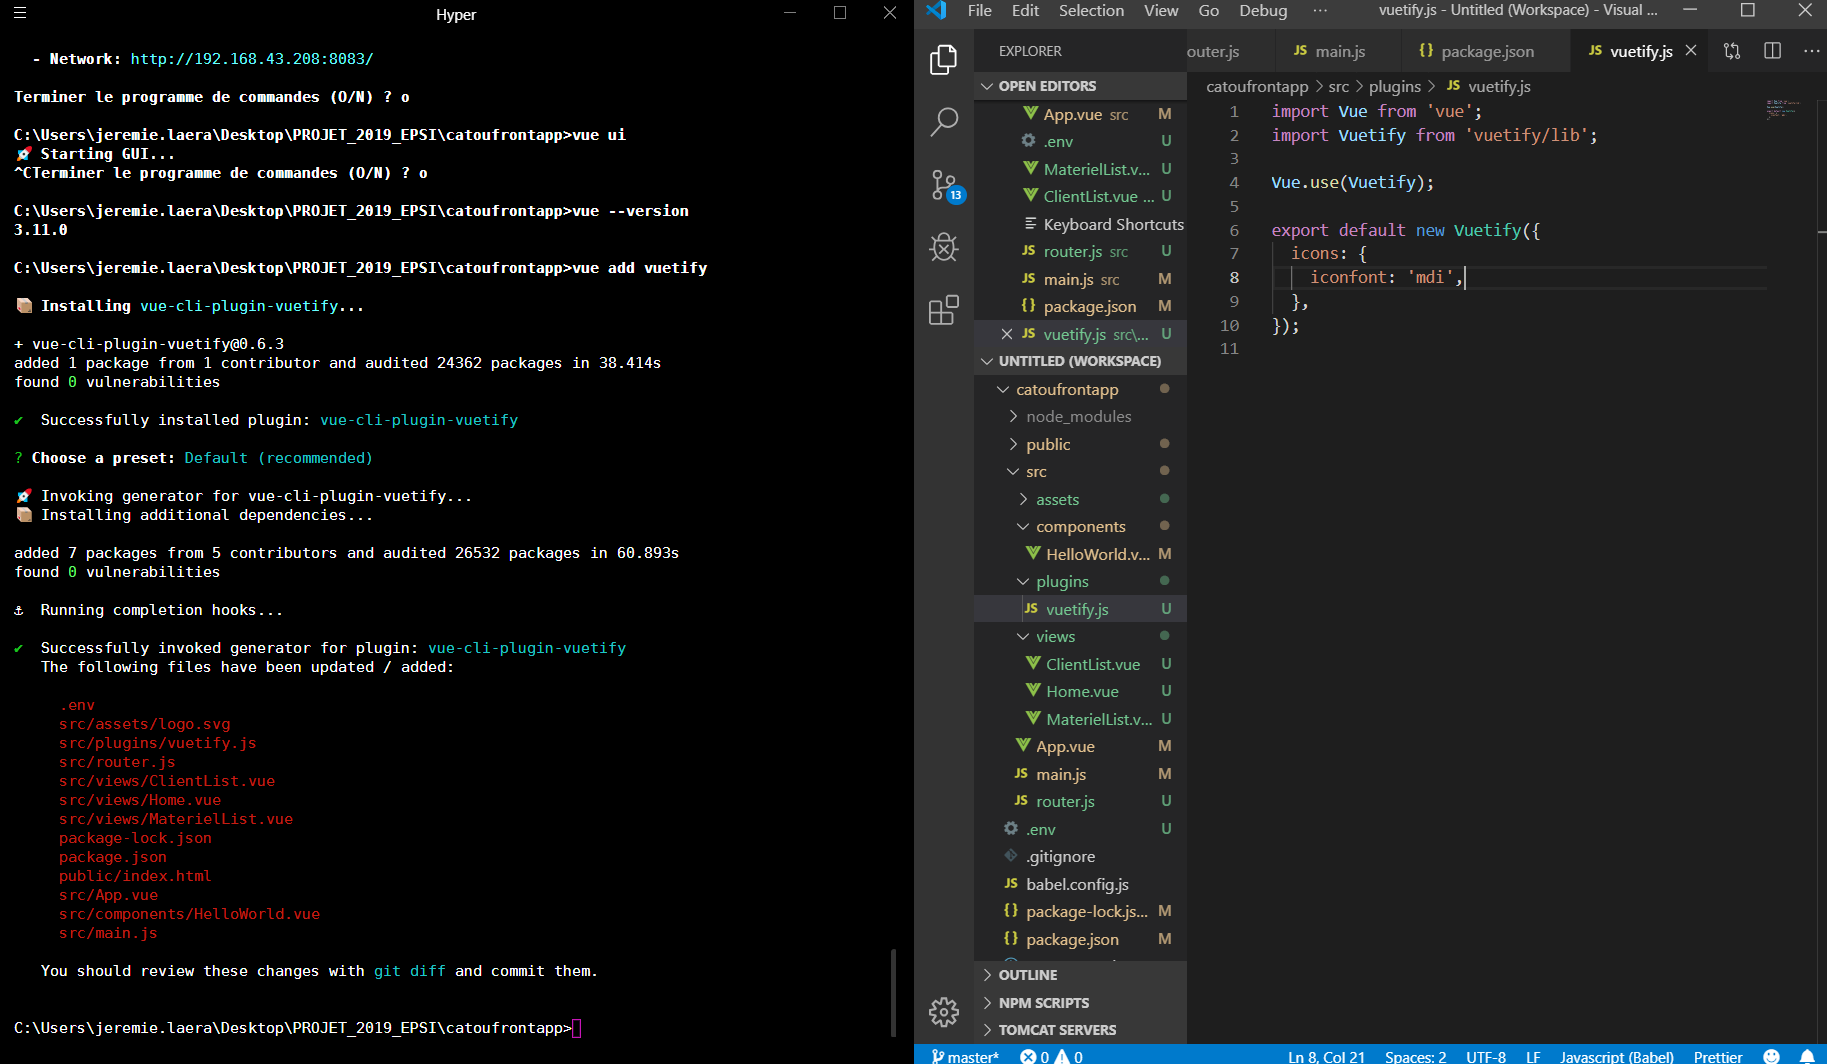 Hyper
- Network: http://192.168.43.208:8083/
Terminer le programme de commandes (O/N) ? o
C:\Users\jeremie.laera\Desktop\PROJET_2019_EPSI\catoufrontapp>vue ui
Starting GUI...
^CTerminer le programme de commandes (O/N) ? o
C:\Users\jeremie.laera\Desktop\PROJET_2019_EPSI\catoufrontapp>vue --version
3.11.0
C:\Users\jeremie.laera\Desktop\PROJET_2019_EPSI\catoufrontapp>vue add vuetify
Installing vue-cli-plugin-vuetify...
+ vue-cli-plugin-vuetify@0.6.3
added 1 package from 1 contributor and audited 24362 packages in 38.414s
found 0 vulnerabilities
✔ Successfully installed plugin: vue-cli-plugin-vuetify
? Choose a preset: Default (recommended)
Invoking generator for vue-cli-plugin-vuetify...
Installing additional dependencies...
added 7 packages from 5 contributors and audited 26532 packages in 60.893s
found 0 vulnerabilities
Running completion hooks...
✔ Successfully invoked generator for plugin: vue-cli-plugin-vuetify
The following files have been updated / added:
.env
src/assets/logo.svg
src/plugins/vuetify.js
src/router.js
src/views/ClientList.vue
src/views/Home.vue
src/views/MaterielList.vue
package-lock.json
package.json
public/index.html
src/App.vue
src/components/HelloWorld.vue
src/main.js
You should review these changes with git diff and commit them.
C:\Users\jeremie.laera\Desktop\PROJET_2019_EPSI\catoufrontapp>
File Edit Selection View Go Debug ... vuetify.js - Untitled (Workspace) - Visual ...
13
EXPLORER
OPEN EDITORS
App.vue src M
.env U
MaterielList.v... U
ClientList.vue ... U
Keyboard Shortcuts
JS router.js src U
JS main.js src M
{} package.json M
JS vuetify.js src\... U
UNTITLED (WORKSPACE)
catoufrontapp
node_modules
public
src
assets
components
HelloWorld.v... M
plugins
JS vuetify.js U
views
ClientList.vue U
Home.vue U
MaterielList.v... U
App.vue M
JS main.js M
JS router.js U
.env U
.gitignore
JS babel.config.js
{} package-lock.js... M
{} package.json M
OUTLINE
NPM SCRIPTS
TOMCAT SERVERS
outer.js JS main.js {} package.json JS vuetify.js ...
catoufrontapp > src > plugins > JS vuetify.js
1 import Vue from 'vue';
2 import Vuetify from 'vuetify/lib';
3
4 Vue.use(Vuetify);
5
6 export default new Vuetify({
7 icons: {
8 iconfont: 'mdi',
9 },
10 });
11
master* 0 0 Ln 8, Col 21 Spaces: 2 UTF-8 LF Javascript (Babel) Prettier